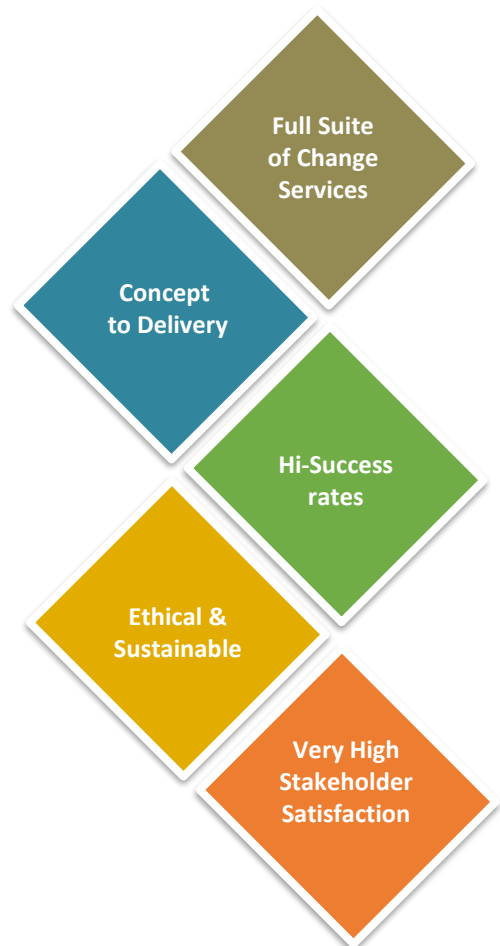 Full Suite
of Change
Services
Concept
to Delivery
Hi-Success
rates
Ethical &
Sustainable
Very High
Stakeholder
Satisfaction